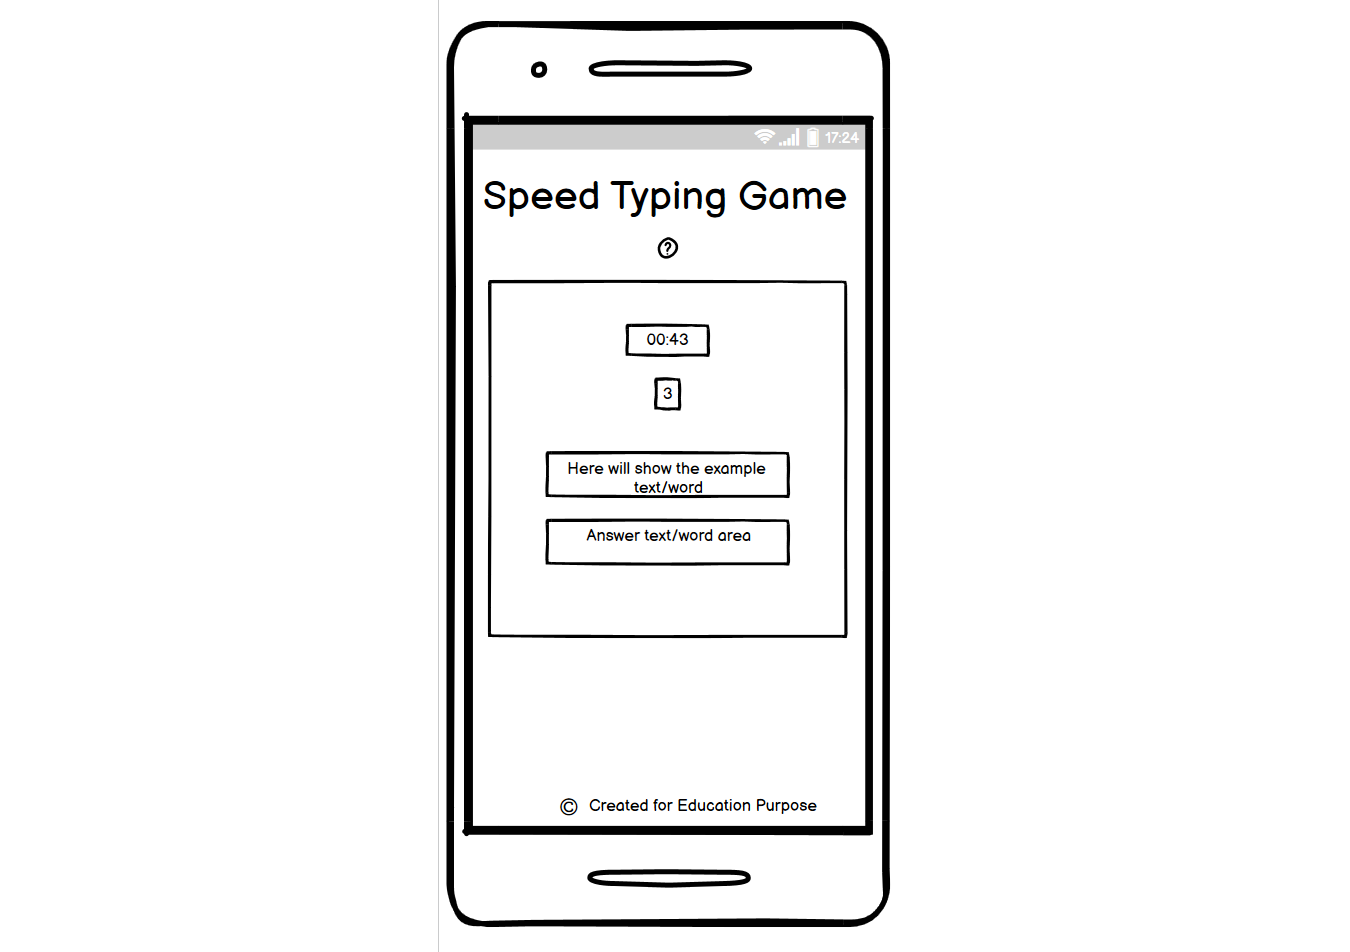 17:24
Speed Typing Game
?
00:43
3
Here will show the example
text/word
Answer text/word area
© Created for Education Purpose